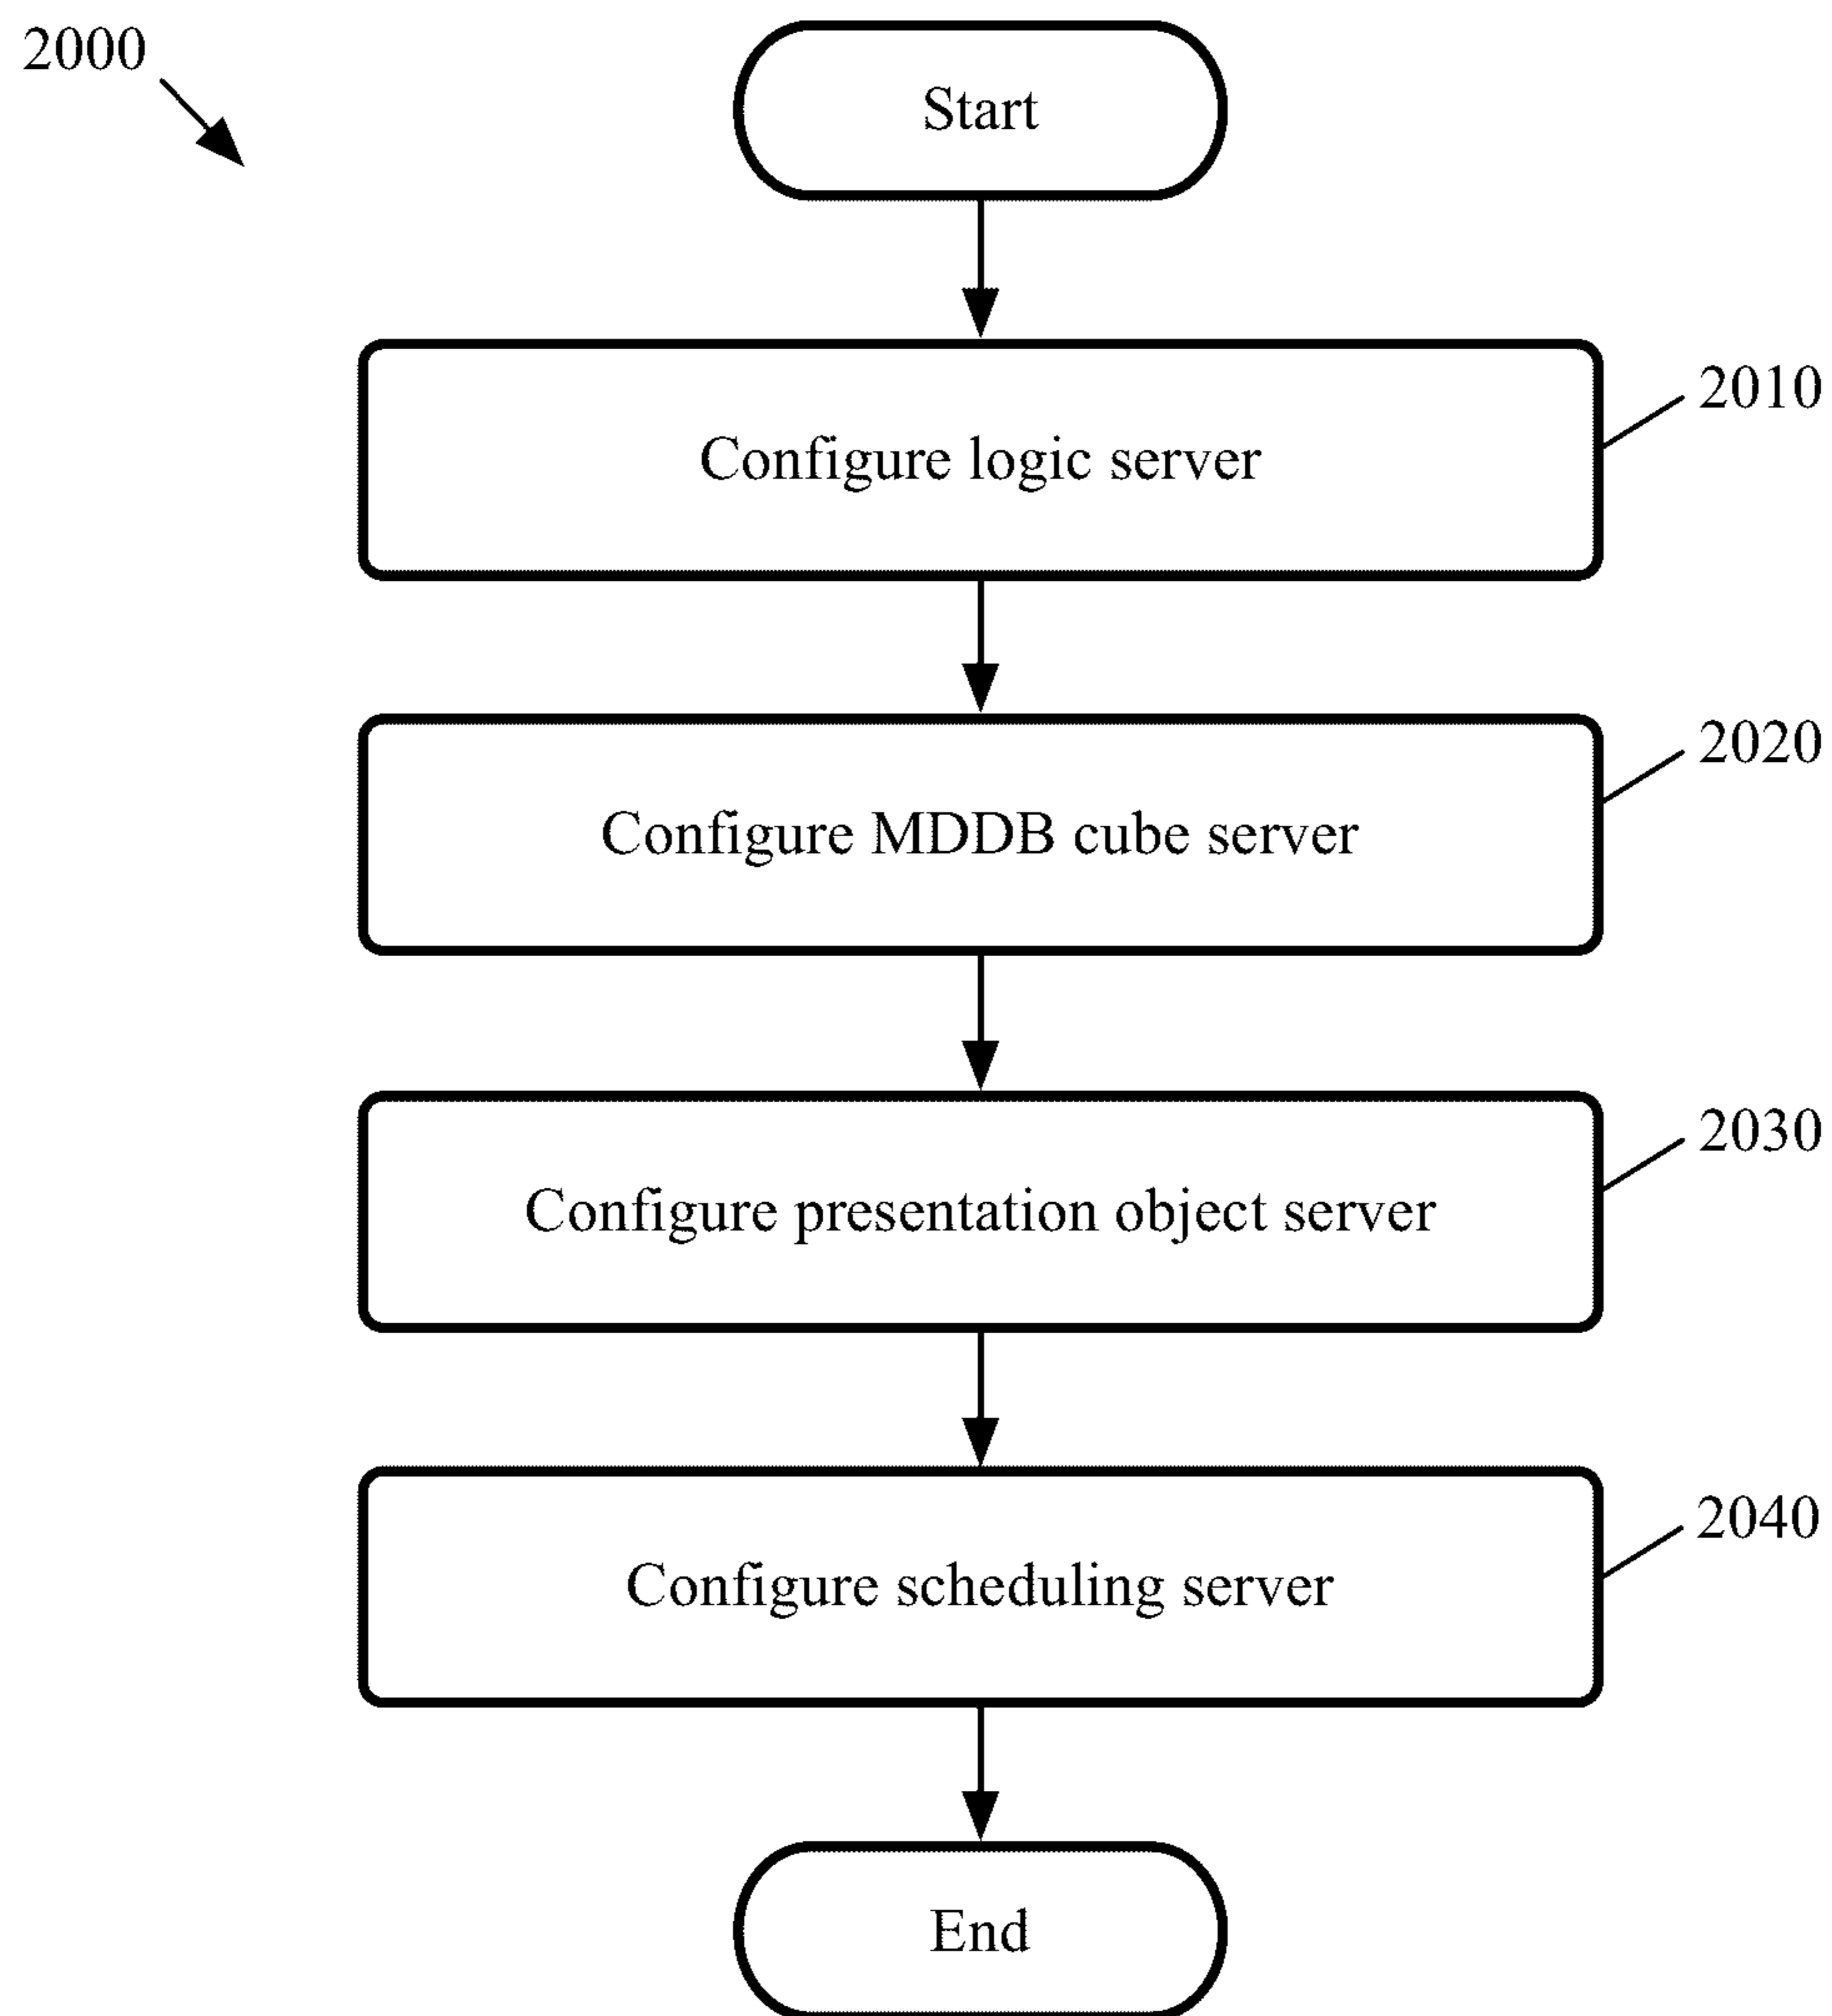 2000
Start
Configure logic server
2010
Configure MDDB cube server
2020
Configure presentation object server
2030
Configure scheduling server
2040
End